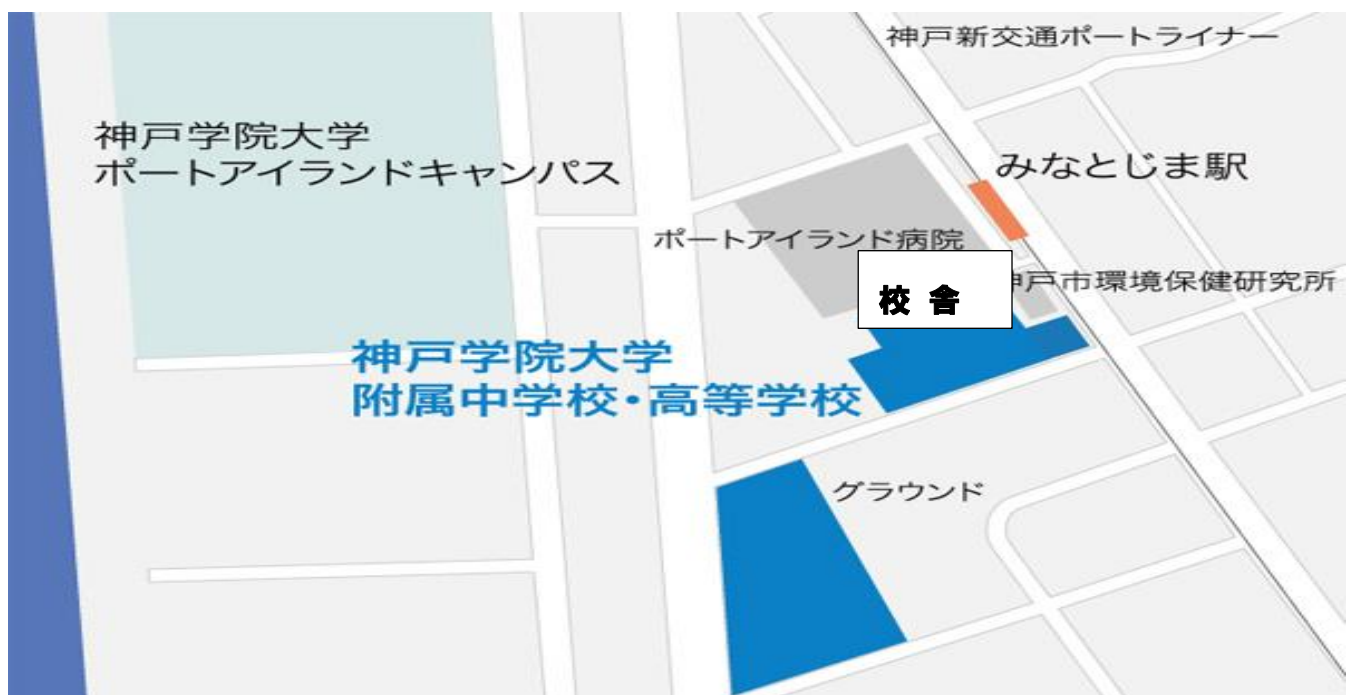 神戸新交通ポートライナー
神戸学院大学
ポートアイランドキャンパス
みなとじま駅
ポートアイランド病院
戸市環境保健研究所
校舎
神戸学院大学
附属中学校・高等学校
グラウンド